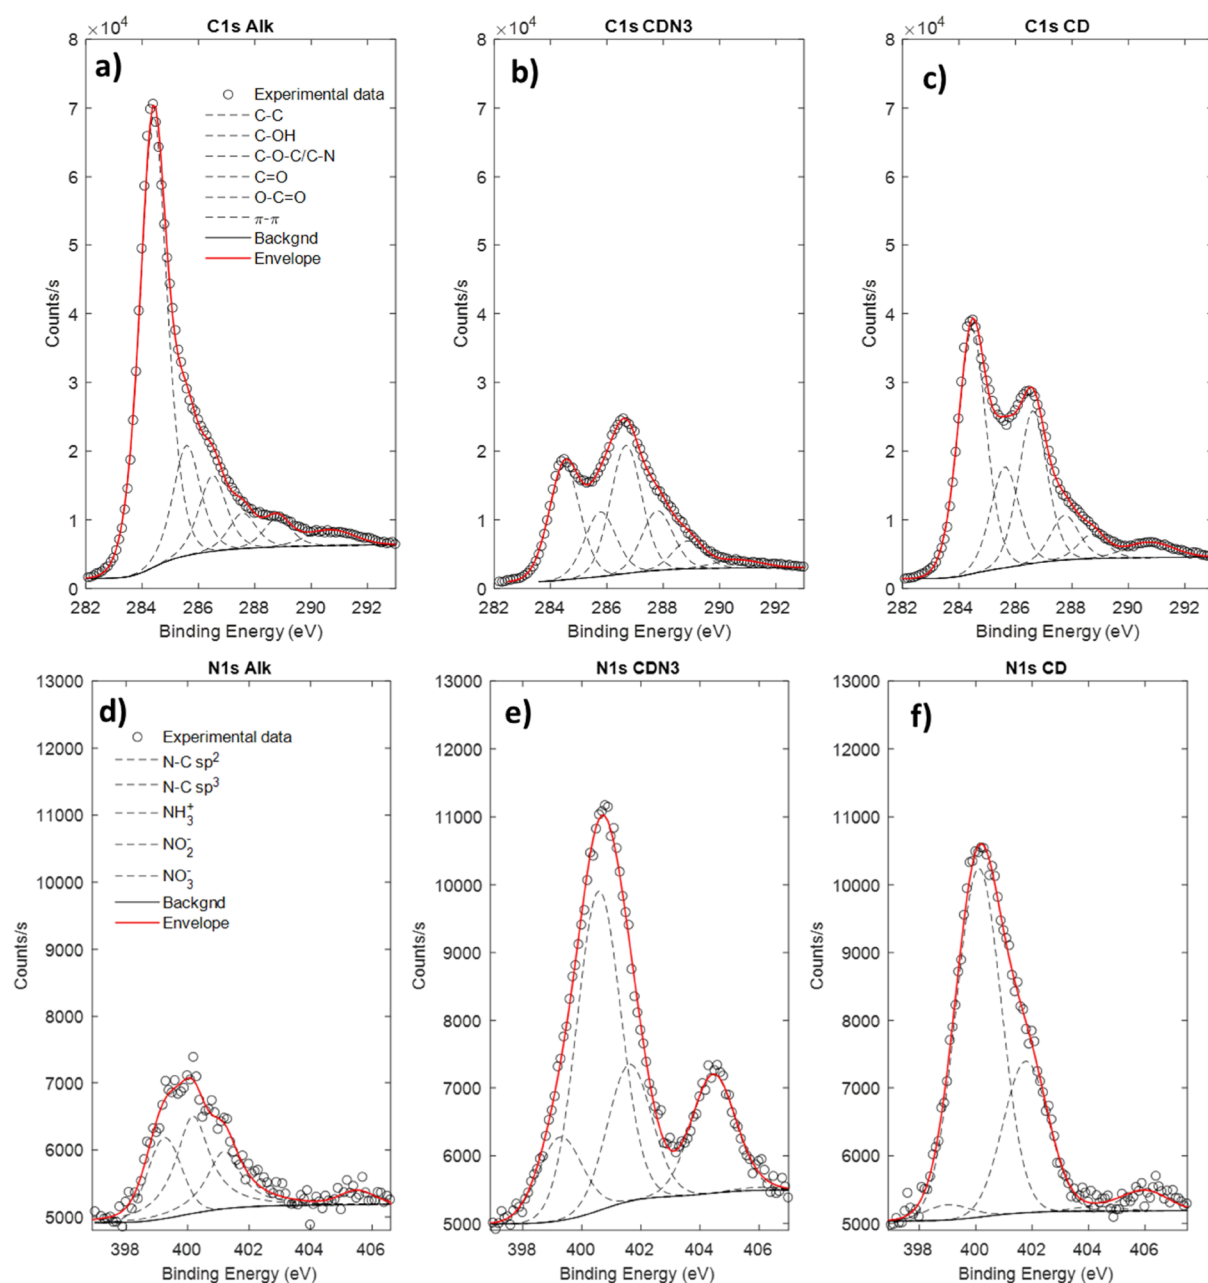 C1s Alk
×10⁴
a)
8
7
6
5
4
3
2
1
0
Counts/s
Experimental data
C-C
C-OH
C-O-C/C-N
C=O
O-C=O
π-π
Backgnd
Envelope
282 284 286 288 290 292
Binding Energy (eV)
C1s CDN3
×10⁴
b)
8
7
6
5
4
3
2
1
0
Counts/s
282 284 286 288 290 292
Binding Energy (eV)
C1s CD
×10⁴
c)
8
7
6
5
4
3
2
1
0
Counts/s
282 284 286 288 290 292
Binding Energy (eV)
N1s Alk
d)
13000
12000
11000
10000
9000
8000
7000
6000
5000
Counts/s
Experimental data
N-C sp²
N-C sp³
NH₃⁺
NO₂⁻
NO₃⁻
Backgnd
Envelope
398 400 402 404 406
Binding Energy (eV)
N1s CDN3
e)
13000
12000
11000
10000
9000
8000
7000
6000
5000
Counts/s
398 400 402 404 406
Binding Energy (eV)
N1s CD
f)
13000
12000
11000
10000
9000
8000
7000
6000
5000
Counts/s
398 400 402 404 406
Binding Energy (eV)